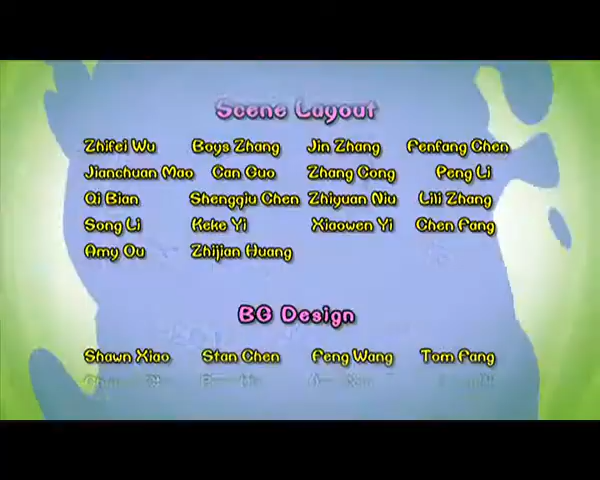 Scene Layout
Zhifei Wu Boys Zhang Jin Zhang Fenfang Chen
Jianchuan Mao Can Guo Zhang Cong Peng Li
Qi Bian Shengqiu Chen Zhiyuan Niu Lili Zhang
Song Li Keke Yi Xiaowen Yi Chen Fang
Amy Ou Zhijian Huang
BG Design
Shawn Xiao Stan Chen Feng Wang Tom Fang